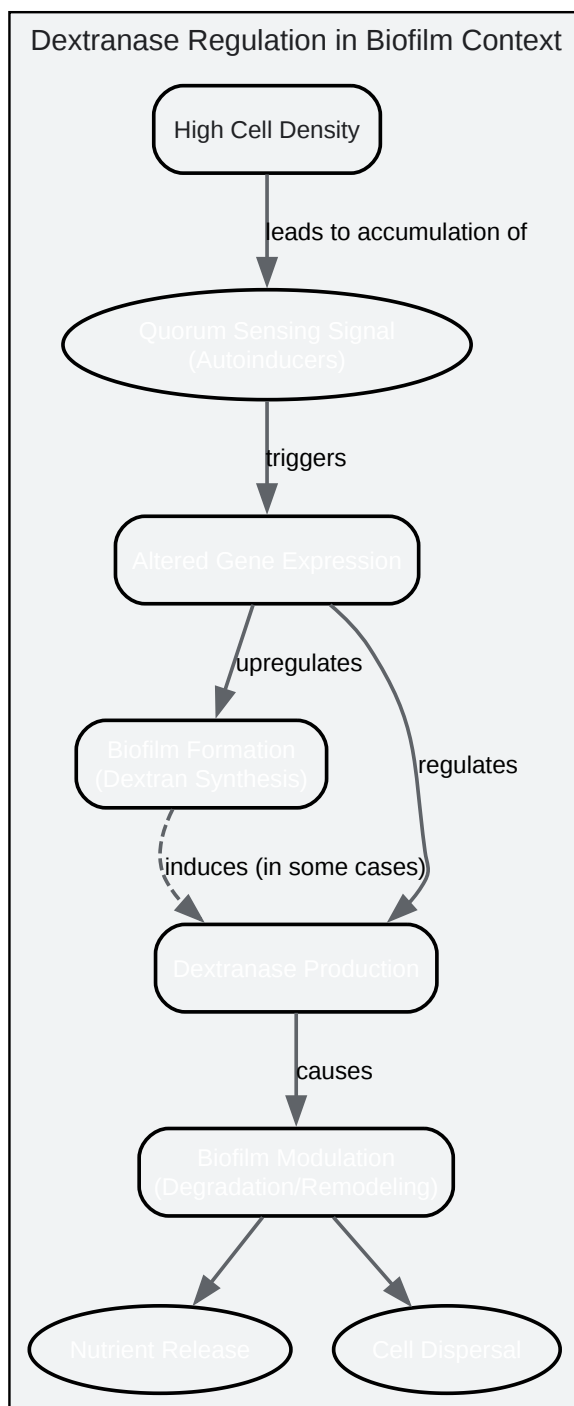 Dextranase Regulation in Biofilm Context
High Cell Density
leads to accumulation of
Quorum Sensing Signal
(Autoinducers)
triggers
Altered Gene Expression
upregulates
Biofilm Formation
(Dextran Synthesis)
regulates
induces (in some cases)
Dextranase Production
causes
Biofilm Modulation
(Degradation/Remodeling)
Nutrient Release
Cell Dispersal